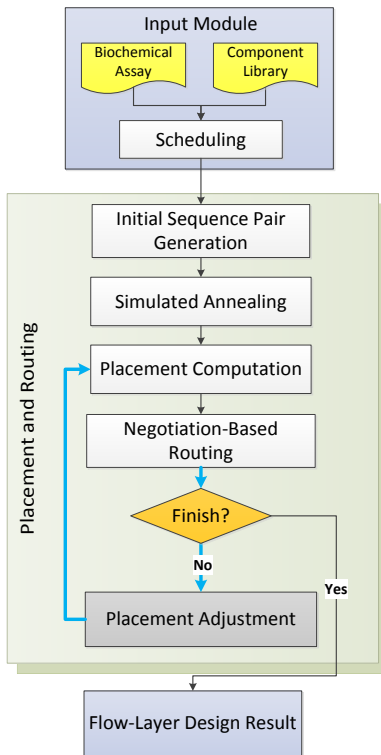 Input Module
Biochemical
Assay
Component
Library
Scheduling
Placement and Routing
Initial Sequence Pair
Generation
Simulated Annealing
Placement Computation
Negotiation-Based
Routing
Finish?
No
Yes
Placement Adjustment
Flow-Layer Design Result